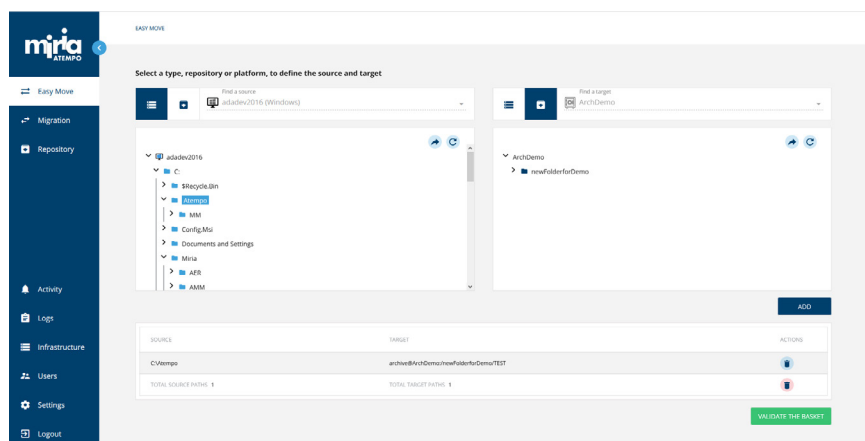 miria
ATEMPO
EASY MOVE
Easy Move
Migration
Repository
Activity
Logs
Infrastructure
Users
Settings
Logout
Select a type, repository or platform, to define the source and target
Find a source
adadev2016 (Windows)
Find a target
ArchDemo
adadev2016
C:
$Recycle.Bin
Atempo
MM
Config.Msi
Documents and Settings
Miria
AER
AMM
ArchDemo
newFolderforDemo
ADD
SOURCE TARGET ACTIONS
C:\Atempo archive@ArchDemo:/newFolderforDemo/TEST
TOTAL SOURCE PATHS 1 TOTAL TARGET PATHS 1
VALIDATE THE BASKET